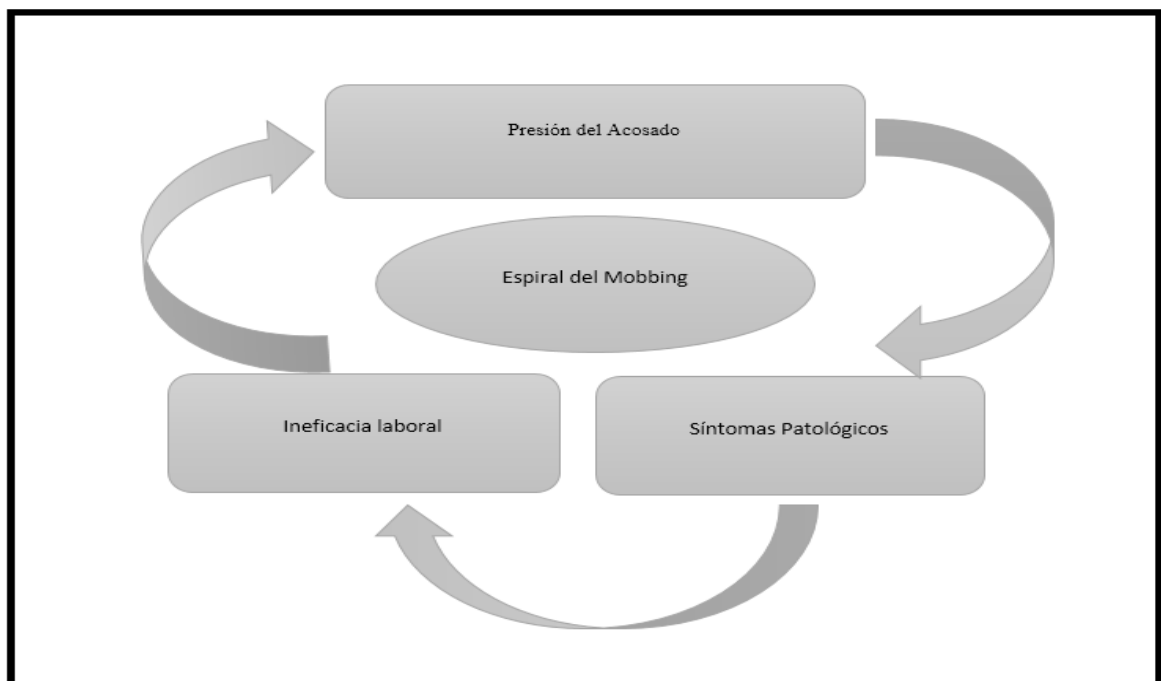 Presión del Acosado
Espiral del Mobbing
Ineficacia laboral
Síntomas Patológicos